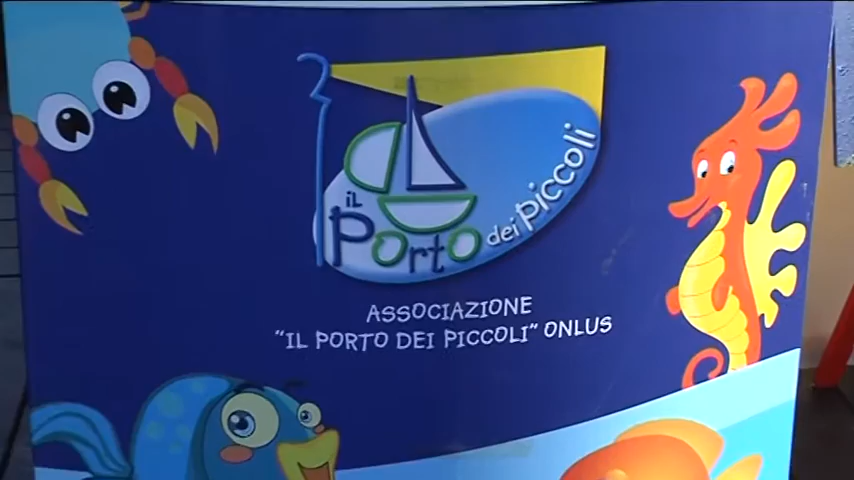 il Porto dei piccoli
ASSOCIAZIONE
"IL PORTO DEI PICCOLI" ONLUS